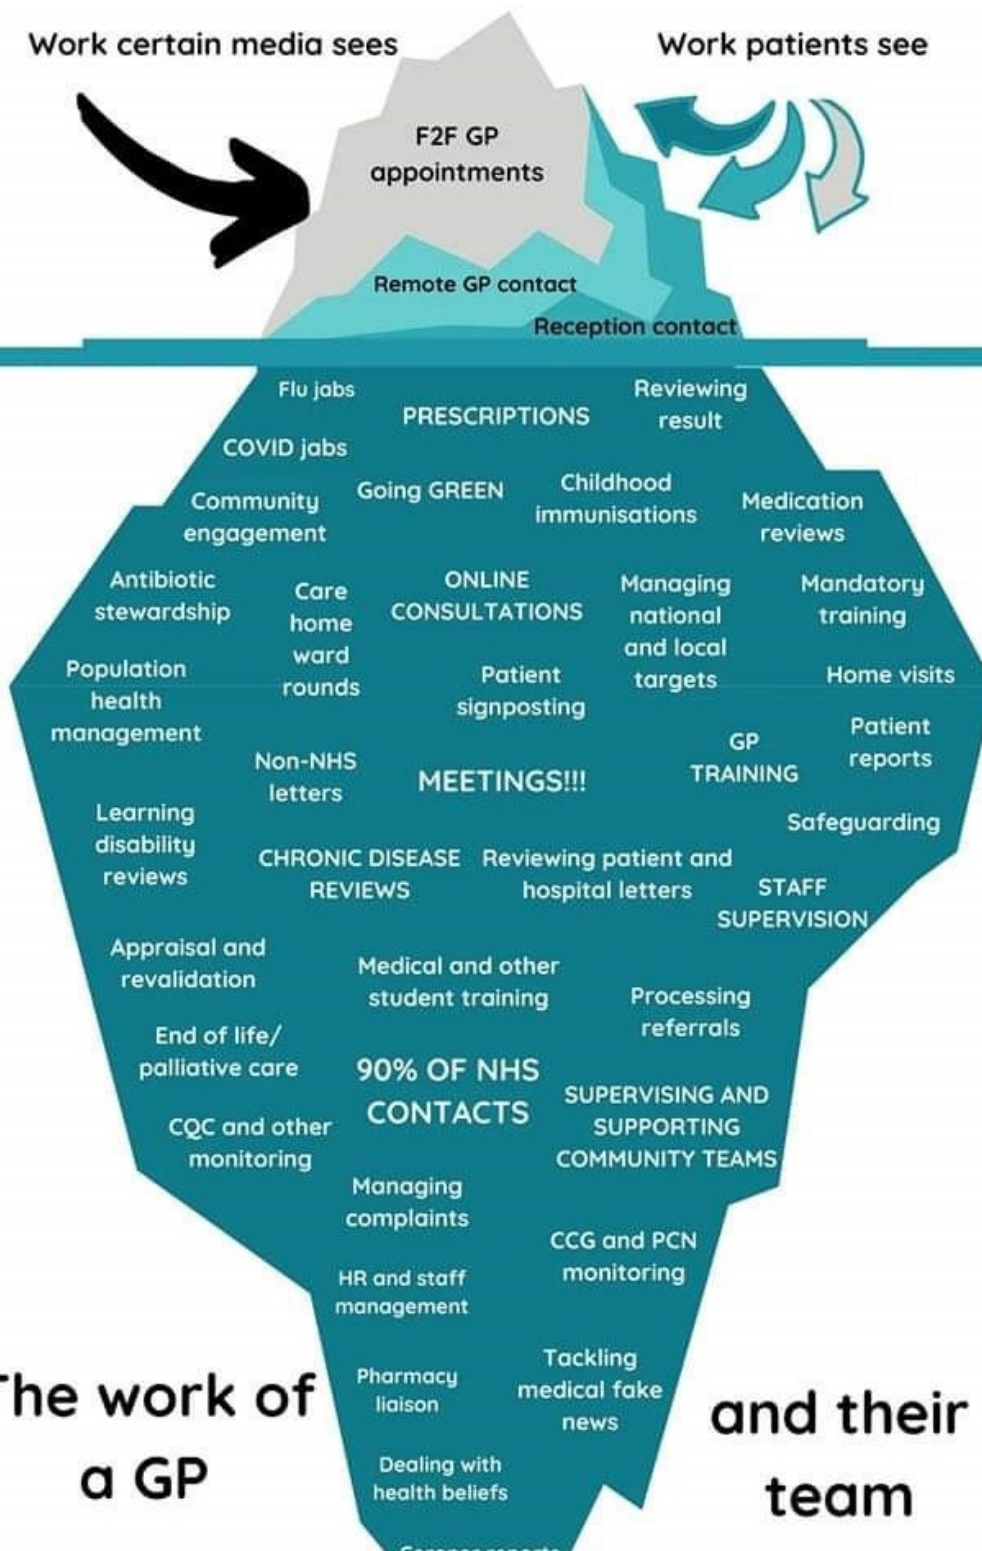 Work certain media sees
Work patients see
F2F GP
appointments
Remote GP contact
Reception contact
Flu jabs
PRESCRIPTIONS
Reviewing
result
COVID jabs
Community
engagement
Going GREEN
Childhood
immunisations
Medication
reviews
Antibiotic
stewardship
Care
home
ward
rounds
ONLINE
CONSULTATIONS
Managing
national
and local
targets
Mandatory
training
Population
health
management
Patient
signposting
Home visits
Non-NHS
letters
MEETINGS!!!
GP
TRAINING
Patient
reports
Learning
disability
reviews
Safeguarding
CHRONIC DISEASE
REVIEWS
Reviewing patient and
hospital letters
STAFF
SUPERVISION
Appraisal and
revalidation
Medical and other
student training
Processing
referrals
End of life/
palliative care
90% OF NHS
CONTACTS
SUPERVISING AND
SUPPORTING
COMMUNITY TEAMS
CQC and other
monitoring
Managing
complaints
CCG and PCN
monitoring
HR and staff
management
Pharmacy
liaison
Tackling
medical fake
news
Dealing with
health beliefs
The work of
a GP
and their
team